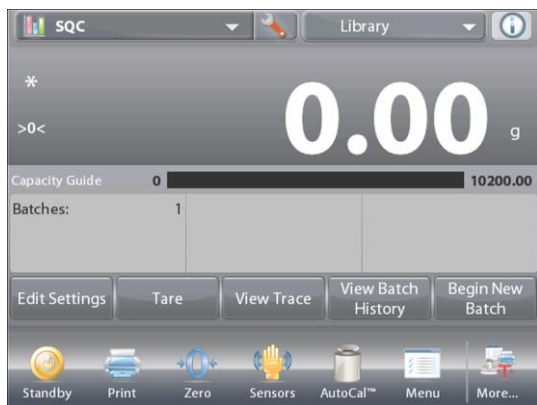 SQC Library
*
>0<
0.00 g
Capacity Guide 0 10200.00
Batches: 1
Edit Settings Tare View Trace View Batch History Begin New Batch
Standby Print Zero Sensors AutoCal™ Menu More...